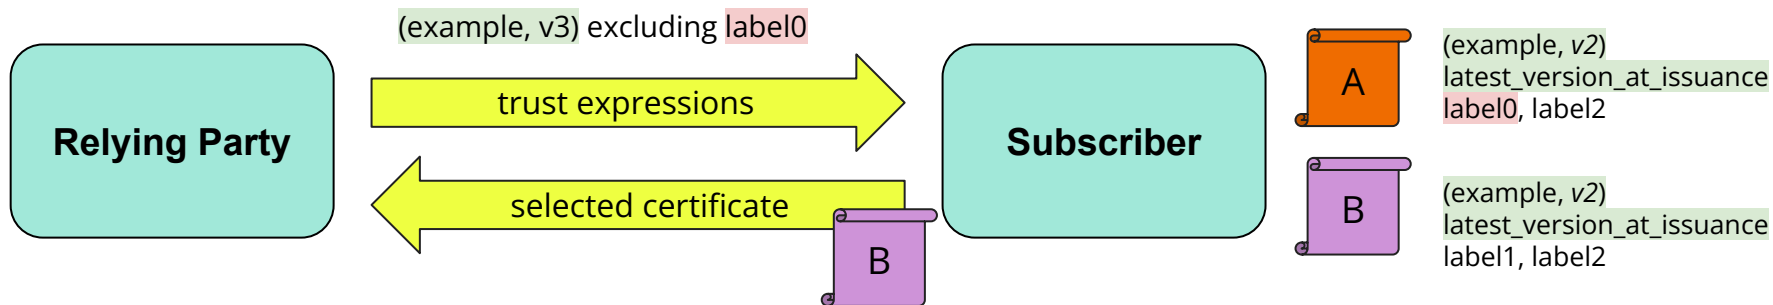 (example, v3) excluding label0
Relying Party
trust expressions
selected certificate
B
Subscriber
A
(example, v2)
latest_version_at_issuance
label0, label2
B
(example, v2)
latest_version_at_issuance
label1, label2